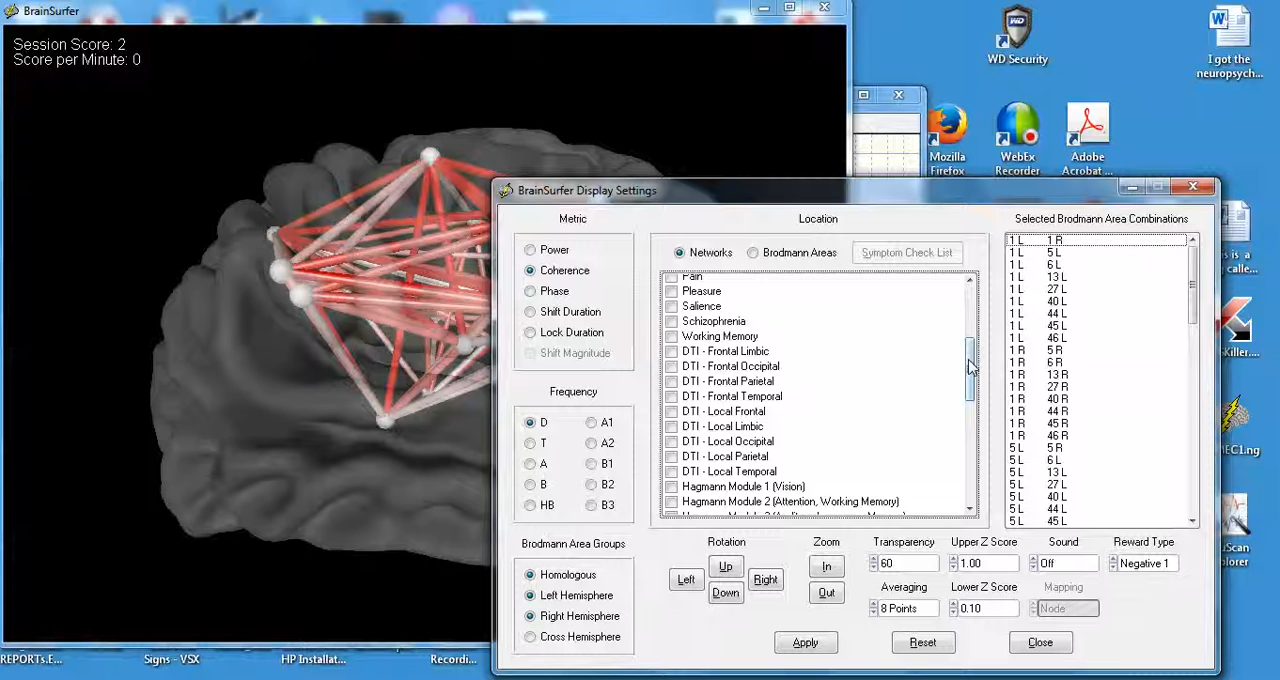 BrainSurfer
Session Score: 2
Score per Minute: 0
WD Security
I got the
neuropsych...
Mozilla
Firefox
WebEx
Recorder
Adobe
Acrobat ...
BrainSurfer Display Settings
Metric
Power
Coherence
Phase
Shift Duration
Lock Duration
Shift Magnitude
Frequency
D A1
T A2
A B1
B B2
HB B3
Brodmann Area Groups
Homologous
Left Hemisphere
Right Hemisphere
Cross Hemisphere
Location
Networks Brodmann Areas Symptom Check List
Pain
Pleasure
Salience
Schizophrenia
Working Memory
DTI - Frontal Limbic
DTI - Frontal Occipital
DTI - Frontal Parietal
DTI - Frontal Temporal
DTI - Local Frontal
DTI - Local Limbic
DTI - Local Occipital
DTI - Local Parietal
DTI - Local Temporal
Hagmann Module 1 (Vision)
Hagmann Module 2 (Attention, Working Memory)
Selected Brodmann Area Combinations
1 L 1 R
1 L 5 L
1 L 6 L
1 L 13 L
1 L 27 L
1 L 40 L
1 L 44 L
1 L 45 L
1 L 46 L
1 R 5 R
1 R 6 R
1 R 13 R
1 R 27 R
1 R 40 R
1 R 44 R
1 R 45 R
1 R 46 R
5 L 5 R
5 L 6 L
5 L 13 L
5 L 27 L
5 L 40 L
5 L 44 L
5 L 45 L
Rotation
Up
Left Right
Down
Zoom
In
Out
Transparency
60
Averaging
8 Points
Upper Z Score
1.00
Lower Z Score
0.10
Sound
Off
Mapping
Node
Reward Type
Negative 1
Apply Reset Close
REPORTs.E... Signs - VSX HP Installat... Recordi...